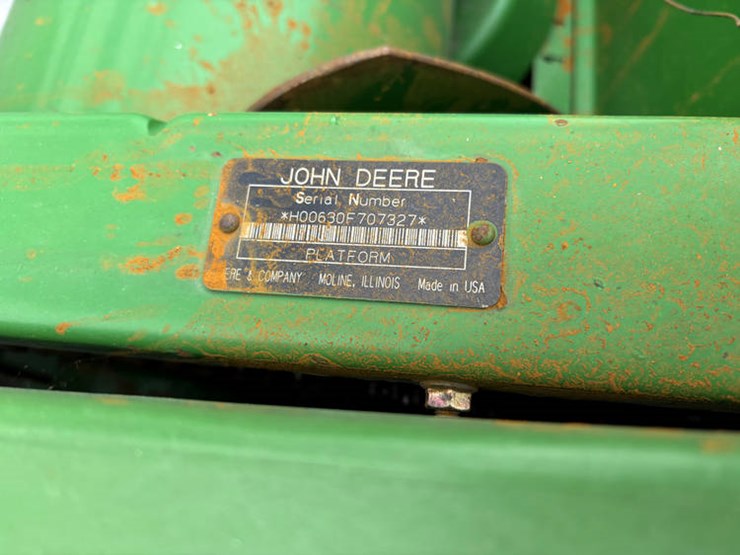 JOHN DEERE
Serial Number
*H00630F707327*
PLATFORM
ERE & COMPANY MOLINE, ILLINOIS Made in USA